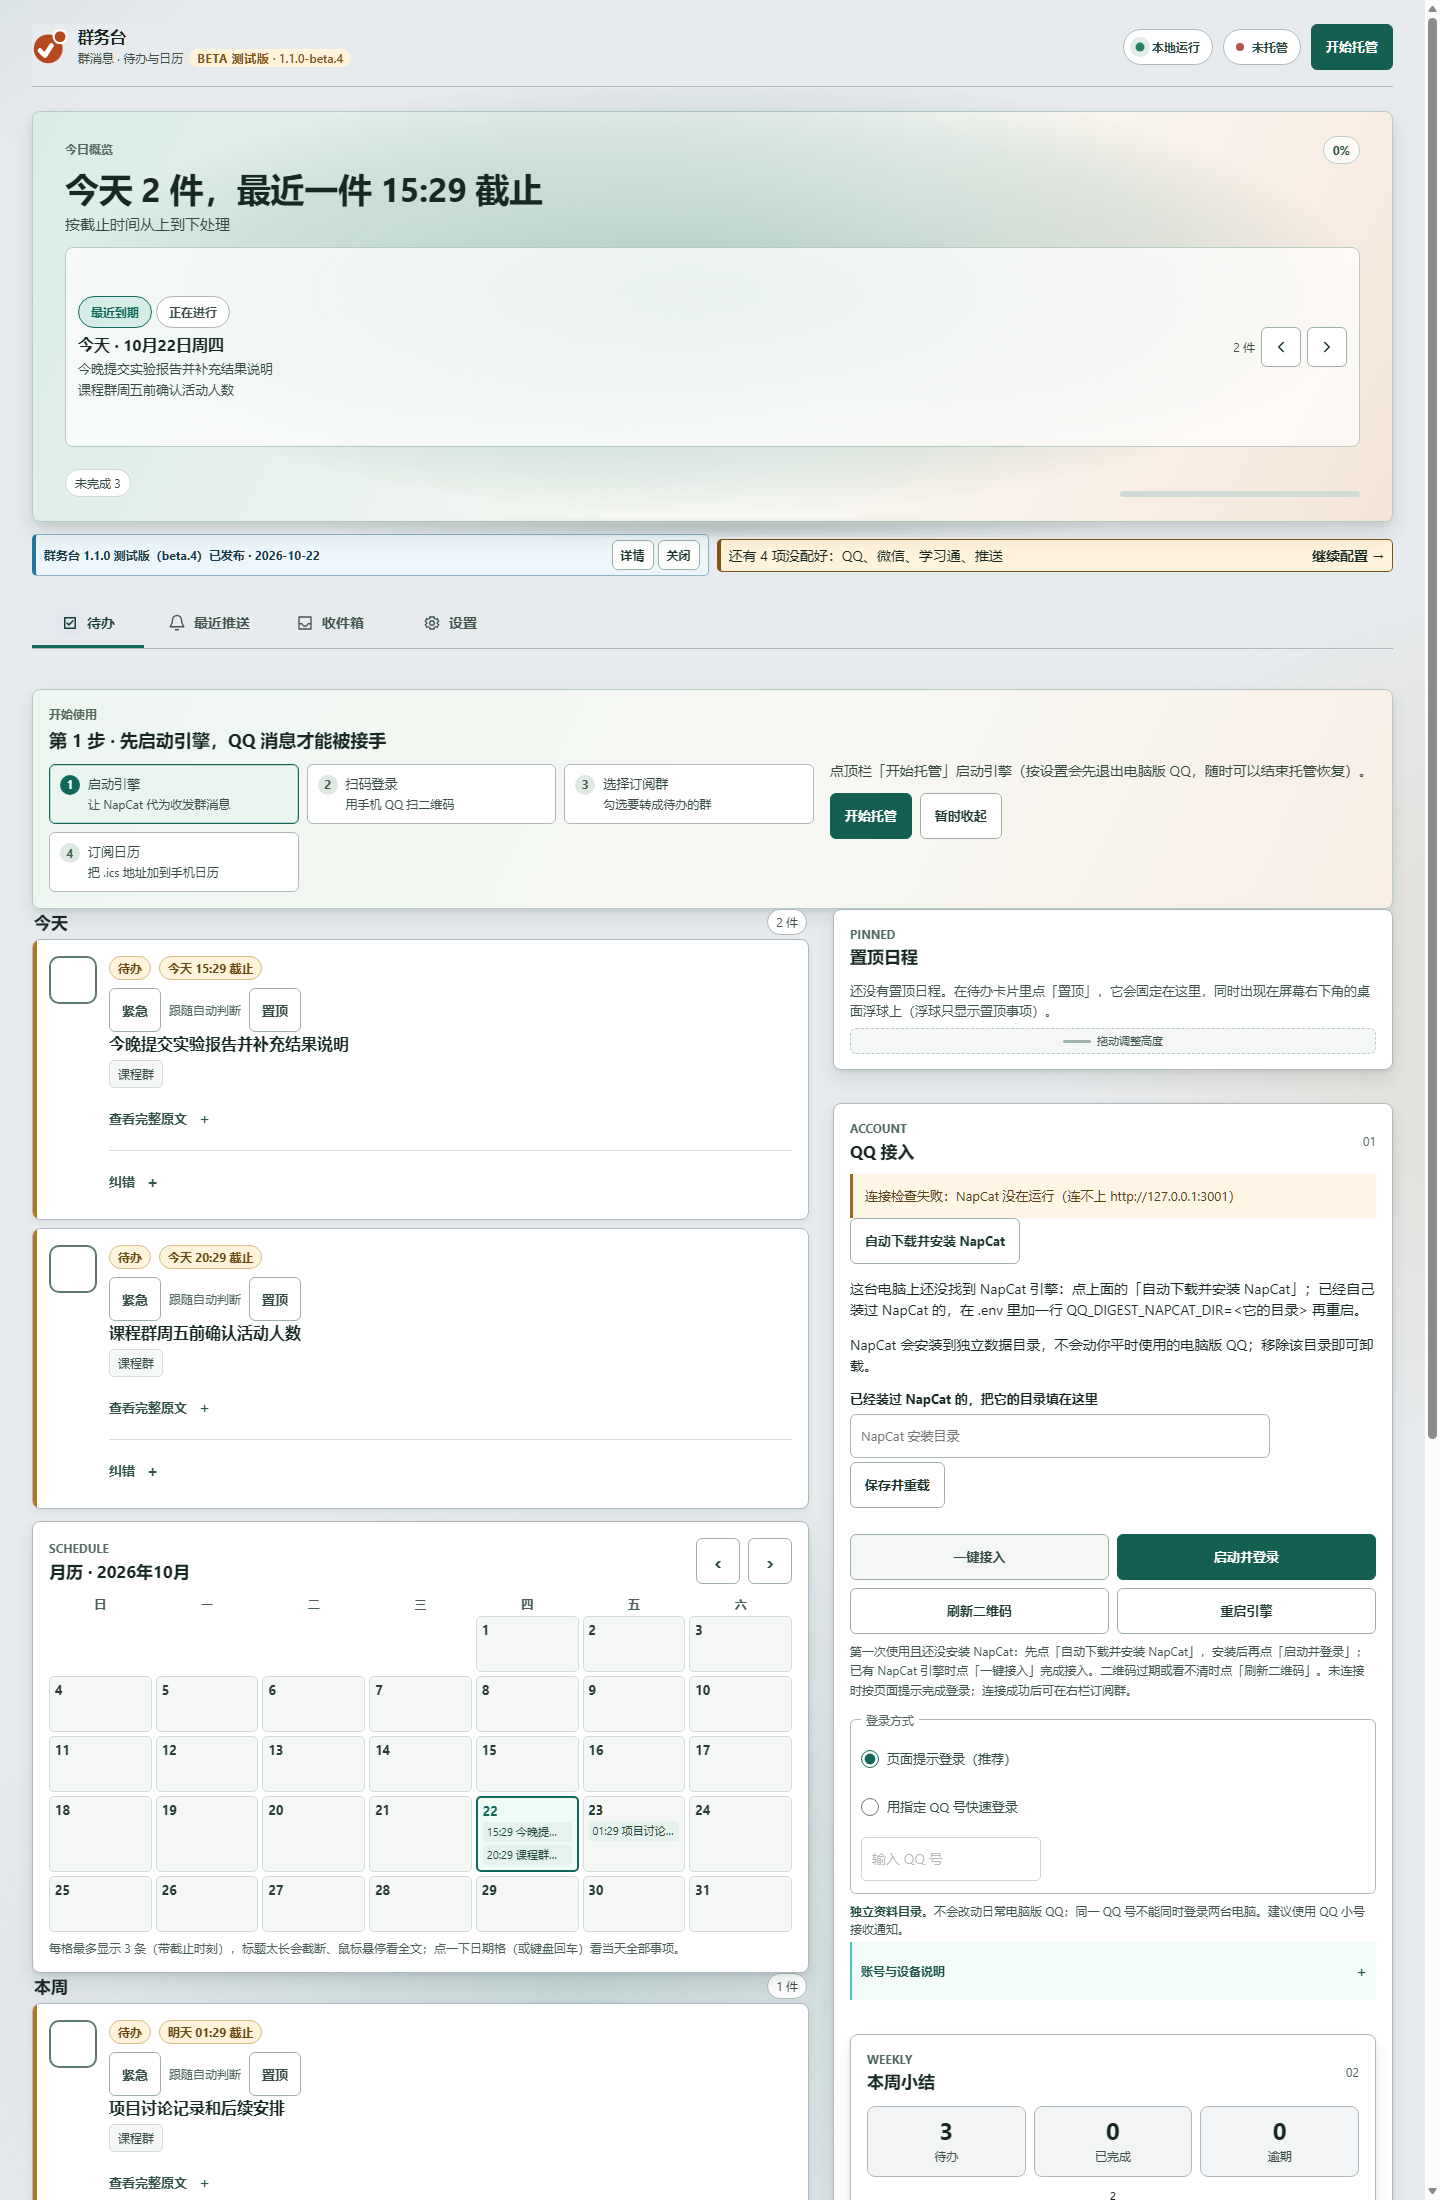 群务台
群消息 · 待办与日历 BETA 测试版 · 1.1.0-beta.4
本地运行
未托管
开始托管
今日概览
0%
今天 2 件，最近一件 15:29 截止
按截止时间从上到下处理
最近到期 正在进行
今天 · 10月22日周四
今晚提交实验报告并补充结果说明
课程群周五前确认活动人数
2 件
未完成 3
群务台 1.1.0 测试版（beta.4）已发布 · 2026-10-22
详情
关闭
还有 4 项没配好：QQ、微信、学习通、推送
继续配置 →
待办
最近推送
收件箱
设置
开始使用
第 1 步 · 先启动引擎，QQ 消息才能被接手
1 启动引擎
让 NapCat 代为收发群消息
2 扫码登录
用手机 QQ 扫二维码
3 选择订阅群
勾选要转成待办的群
4 订阅日历
把 .ics 地址加到手机日历
点顶栏「开始托管」启动引擎（按设置会先退出电脑版 QQ，随时可以结束托管恢复）。
开始托管
暂时收起
今天
2 件
待办 今天 15:29 截止
紧急 跟随自动判断 置顶
今晚提交实验报告并补充结果说明
课程群
查看完整原文 +
纠错 +
待办 今天 20:29 截止
紧急 跟随自动判断 置顶
课程群周五前确认活动人数
课程群
查看完整原文 +
纠错 +
SCHEDULE
月历 · 2026年10月
‹ ›
日 一 二 三 四 五 六
1 2 3
4 5 6 7 8 9 10
11 12 13 14 15 16 17
18 19 20 21 22 23 24
15:29 今晚提...
20:29 课程群...
01:29 项目讨论...
25 26 27 28 29 30 31
每格最多显示 3 条（带截止时刻），标题太长会截断、鼠标悬停看全文；点一下日期格（或键盘回车）看当天全部事项。
本周
1 件
待办 明天 01:29 截止
紧急 跟随自动判断 置顶
项目讨论记录和后续安排
课程群
查看完整原文 +
PINNED
置顶日程
还没有置顶日程。在待办卡片里点「置顶」，它会固定在这里，同时出现在屏幕右下角的桌
面浮球上（浮球只显示置顶事项）。
拖动调整高度
ACCOUNT
QQ 接入
01
连接检查失败：NapCat 没在运行（连不上 http://127.0.0.1:3001）
自动下载并安装 NapCat
这台电脑上还没找到 NapCat 引擎：点上面的「自动下载并安装 NapCat」；已经自己
装过 NapCat 的，在 .env 里加一行 QQ_DIGEST_NAPCAT_DIR=<它的目录> 再重启。
NapCat 会安装到独立数据目录，不会动你平时使用的电脑版 QQ；移除该目录即可卸
载。
已经装过 NapCat 的，把它的目录填在这里
NapCat 安装目录
保存并重载
一键接入
启动并登录
刷新二维码
重启引擎
第一次使用且还没安装 NapCat：先点「自动下载并安装 NapCat」，安装后再点「启动并登录」；
已有 NapCat 引擎时点「一键接入」完成接入。二维码过期或看不清时点「刷新二维码」。未连接
时按页面提示完成登录；连接成功后可在右栏订阅群。
登录方式
页面提示登录（推荐）
用指定 QQ 号快速登录
输入 QQ 号
独立资料目录。不会改动日常电脑版 QQ；同一 QQ 号不能同时登录两台电脑。建议使用 QQ 小号
接收通知。
账号与设备说明 +
WEEKLY
本周小结
02
3 0 0
待办 已完成 逾期
2